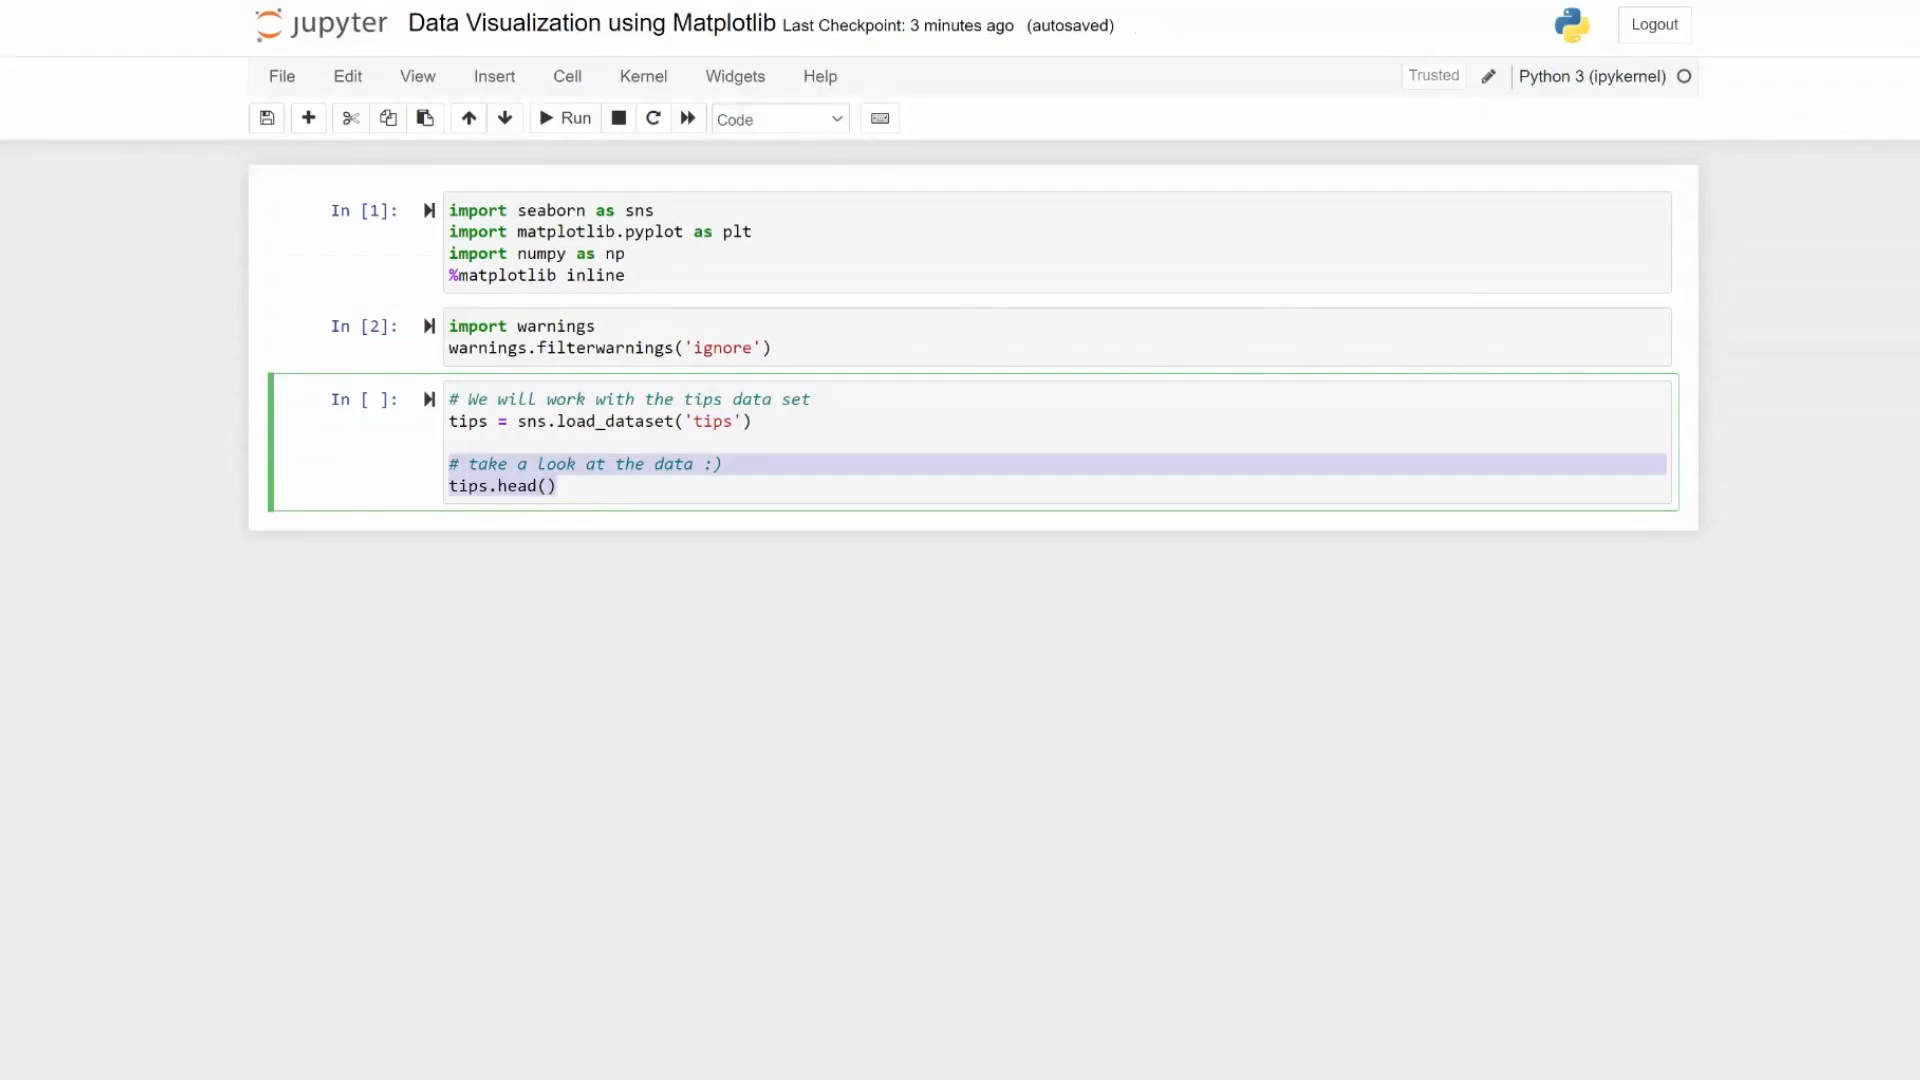 jupyter Data Visualization using Matplotlib Last Checkpoint: 3 minutes ago (autosaved) Logout
File Edit View Insert Cell Kernel Widgets Help Trusted Python 3 (ipykernel)
Run Code
In [1]: import seaborn as sns
import matplotlib.pyplot as plt
import numpy as np
%matplotlib inline
In [2]: import warnings
warnings.filterwarnings('ignore')
In [ ]: # We will work with the tips data set
tips = sns.load_dataset('tips')
# take a look at the data :)
tips.head()